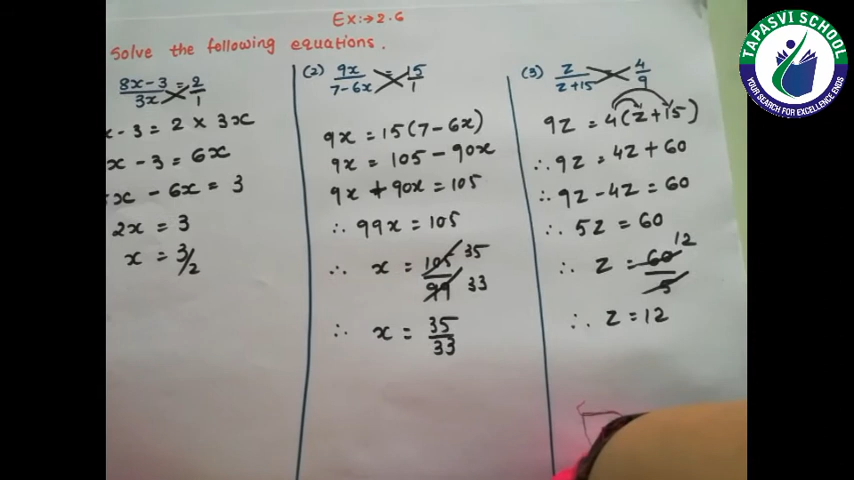 Ex:→2.6
Solve the following equations.
8x-3/3x = 2/1
x-3 = 2 × 3x
x - 3 = 6x
x - 6x = 3
2x = 3
x = 3/2
(2) 9x/7-6x = 15/1
9x = 15(7-6x)
9x = 105 - 90x
9x + 90x = 105
∴ 99x = 105
∴ x = 105/99 35/33
∴ x = 35/33
(3) z/z+15 = 4/9
9z = 4(z+15)
∴ 9z = 4z + 60
∴ 9z - 4z = 60
∴ 5z = 60
∴ z = 60/5 12
∴ z = 12
TAPASVI SCHOOL
YOUR SEARCH FOR EXCELLENCE ENDS